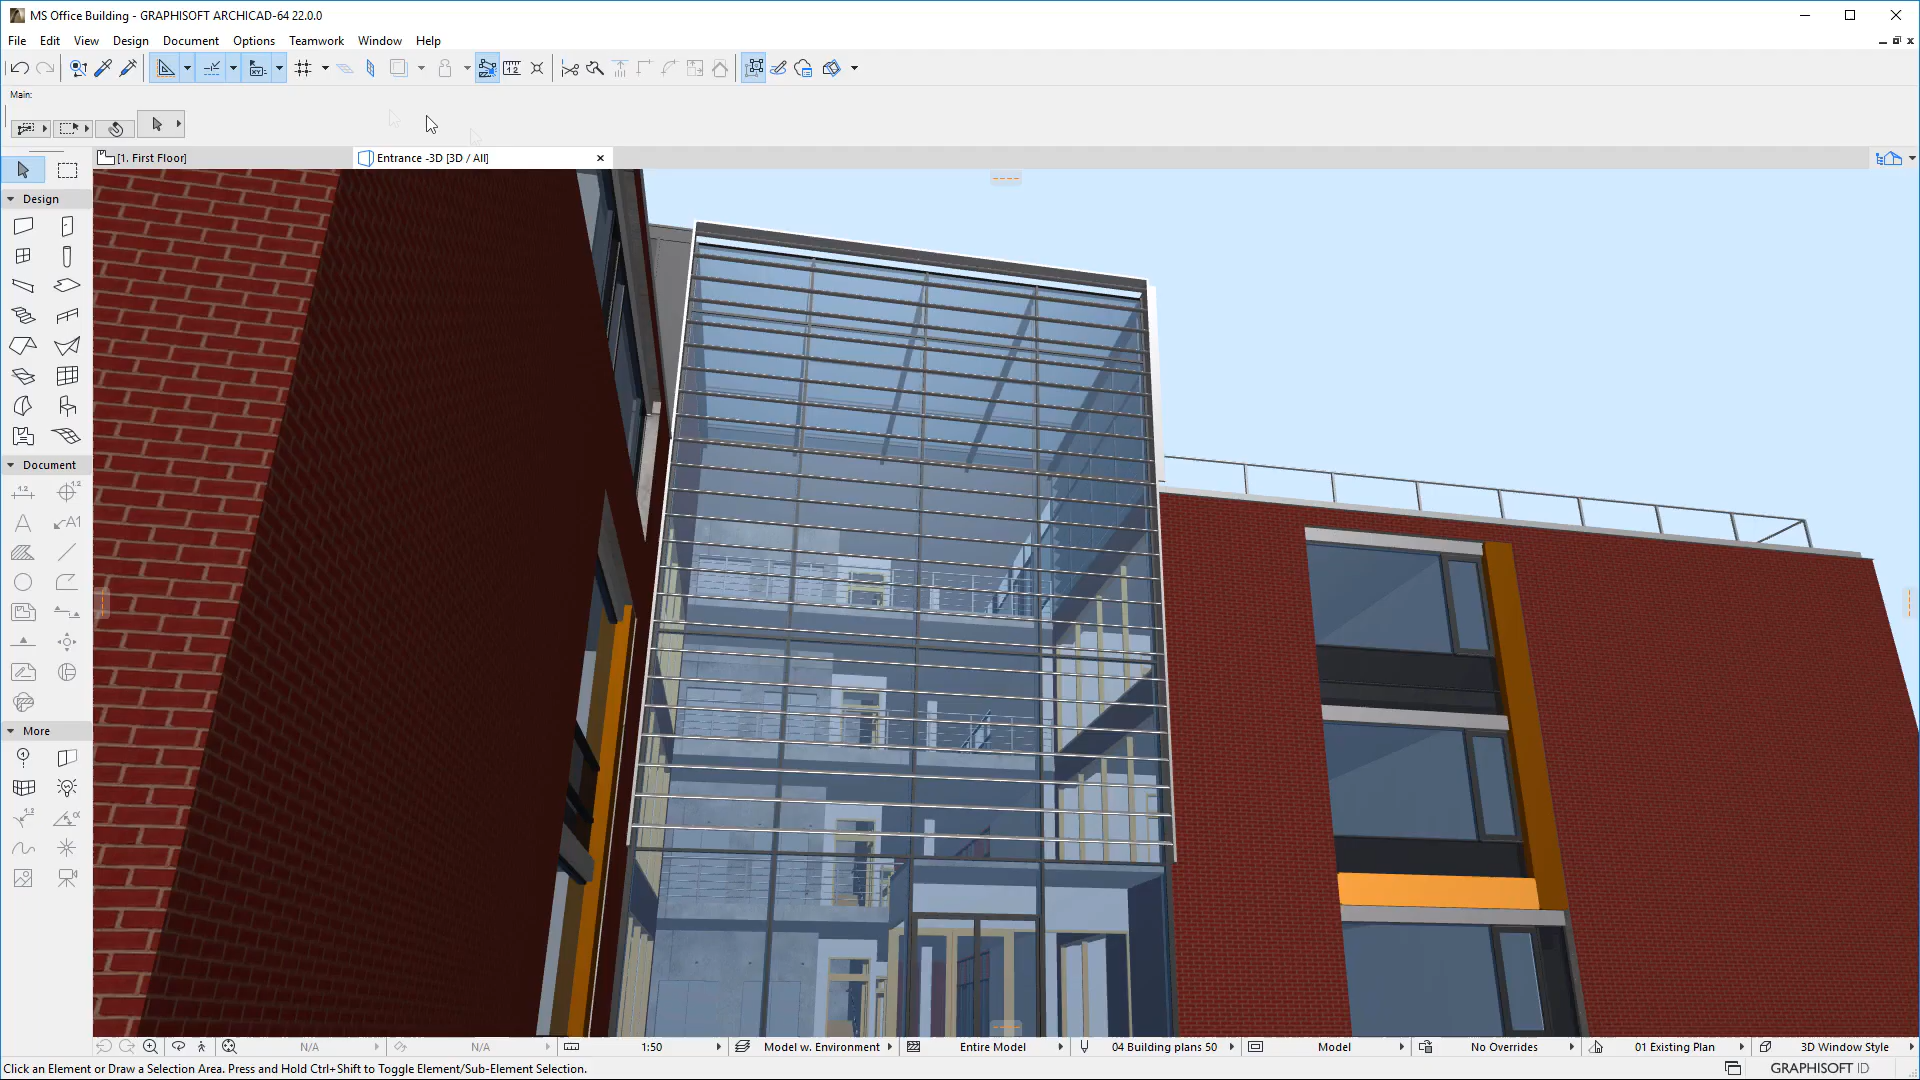 MS Office Building - GRAPHISOFT ARCHICAD-64 22.0.0
File Edit View Design Document Options Teamwork Window Help
Main:
[1. First Floor]
Entrance -3D [3D / All]
Design
Document
More
N/A
N/A
1:50
Model w. Environment
Entire Model
04 Building plans 50
Model
No Overrides
01 Existing Plan
3D Window Style
Click an Element or Draw a Selection Area. Press and Hold Ctrl+Shift to Toggle Element/Sub-Element Selection.
GRAPHISOFT ID